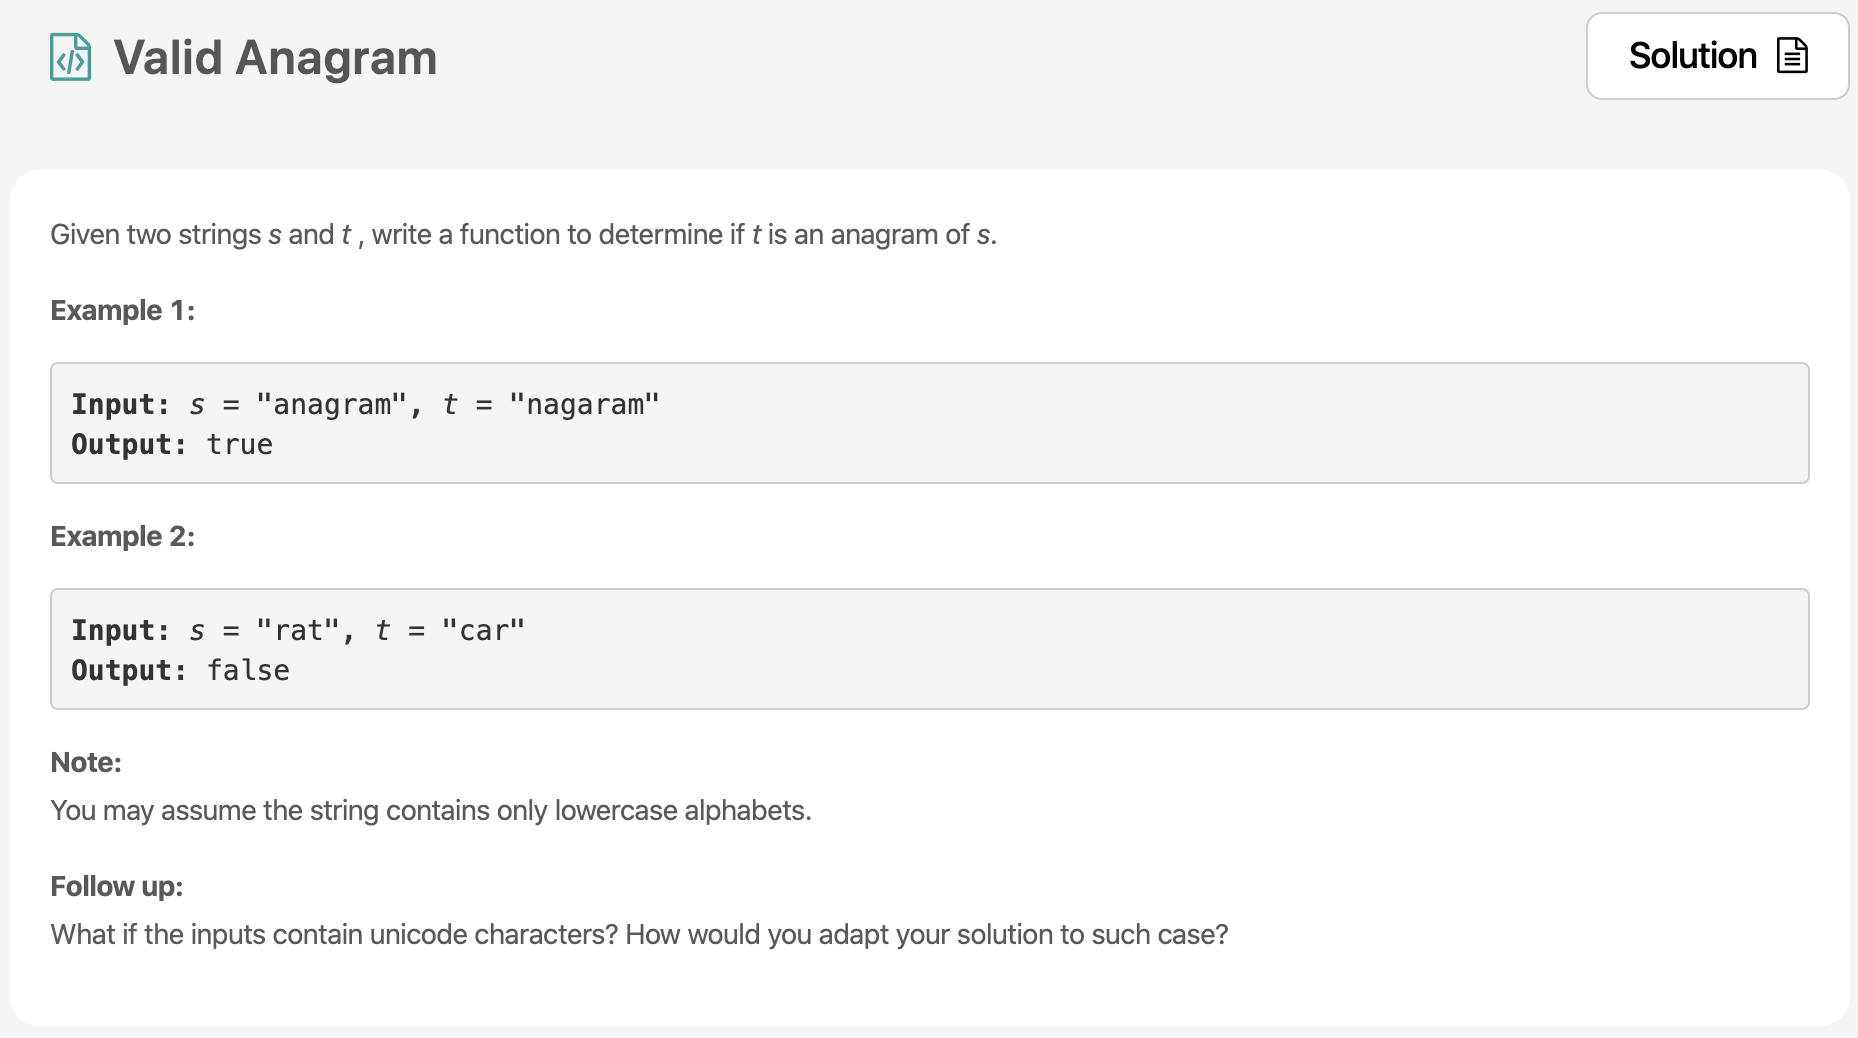 Valid Anagram
Solution
Given two strings s and t , write a function to determine if t is an anagram of s.
Example 1:
Input: s = "anagram", t = "nagaram"
Output: true
Example 2:
Input: s = "rat", t = "car"
Output: false
Note:
You may assume the string contains only lowercase alphabets.
Follow up:
What if the inputs contain unicode characters? How would you adapt your solution to such case?